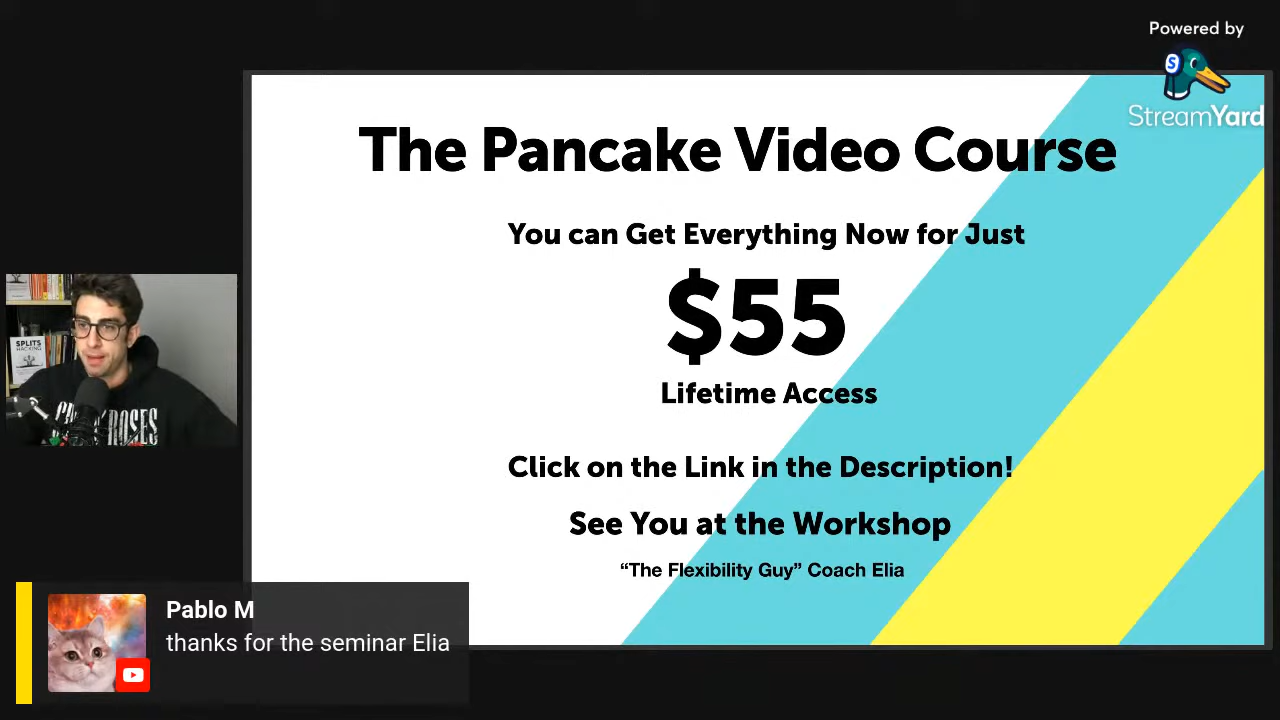 Powered by
StreamYard
The Pancake Video Course
You can Get Everything Now for Just
$55
Lifetime Access
Click on the Link in the Description!
See You at the Workshop
“The Flexibility Guy” Coach Elia
SPLITS
HACKING
Pablo M
thanks for the seminar Elia